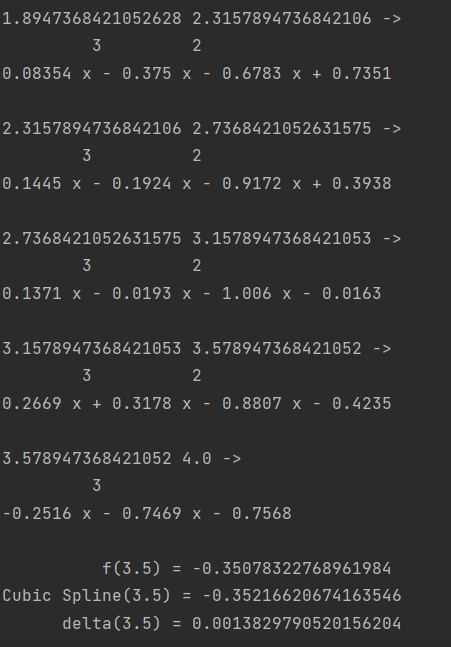 1.8947368421052628 2.3157894736842106 ->
3 2
0.08354 x - 0.375 x - 0.6783 x + 0.7351
2.3157894736842106 2.7368421052631575 ->
3 2
0.1445 x - 0.1924 x - 0.9172 x + 0.3938
2.7368421052631575 3.1578947368421053 ->
3 2
0.1371 x - 0.0193 x - 1.006 x - 0.0163
3.1578947368421053 3.578947368421052 ->
3 2
0.2669 x + 0.3178 x - 0.8807 x - 0.4235
3.578947368421052 4.0 ->
3
-0.2516 x - 0.7469 x - 0.7568
f(3.5) = -0.35078322768961984
Cubic Spline(3.5) = -0.35216620674163546
delta(3.5) = 0.0013829790520156204